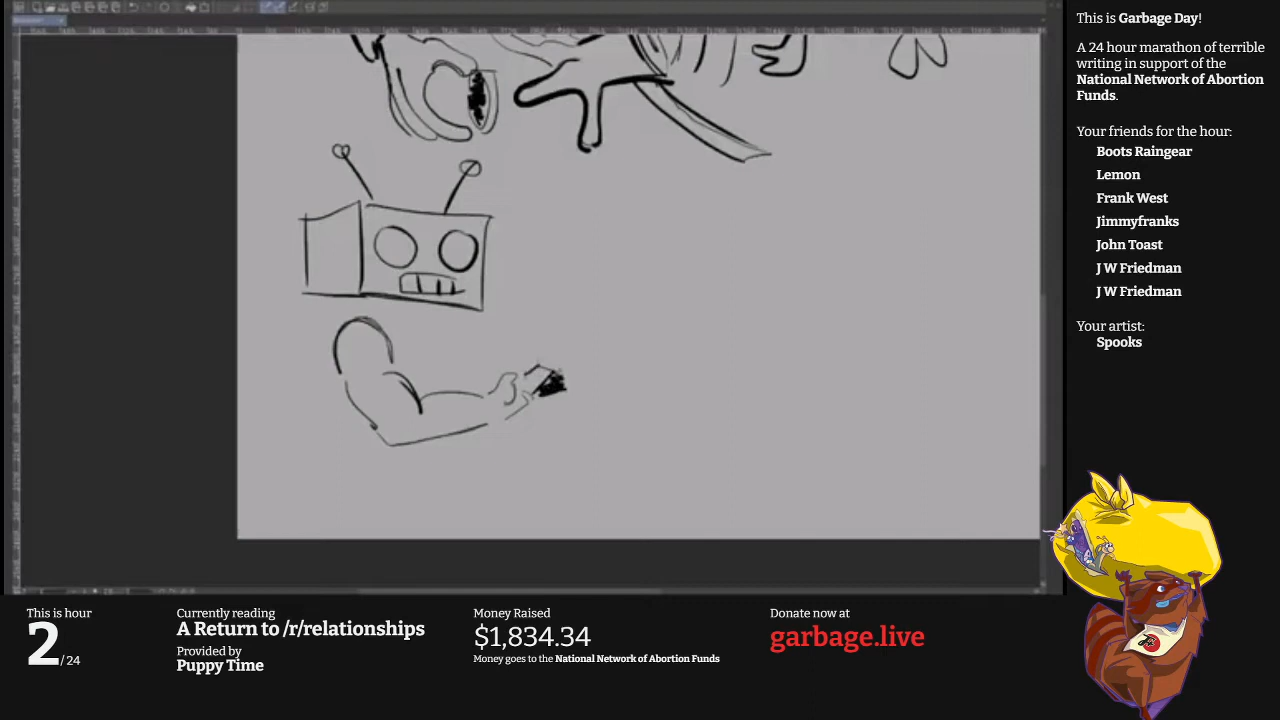 This is Garbage Day!
A 24 hour marathon of terrible
writing in support of the
National Network of Abortion
Funds.
Your friends for the hour:
Boots Raingear
Lemon
Frank West
Jimmyfranks
John Toast
J W Friedman
J W Friedman
Your artist:
Spooks
This is hour
2 / 24
Currently reading
A Return to /r/relationships
Provided by
Puppy Time
Money Raised
$1,834.34
Money goes to the National Network of Abortion Funds
Donate now at
garbage.live